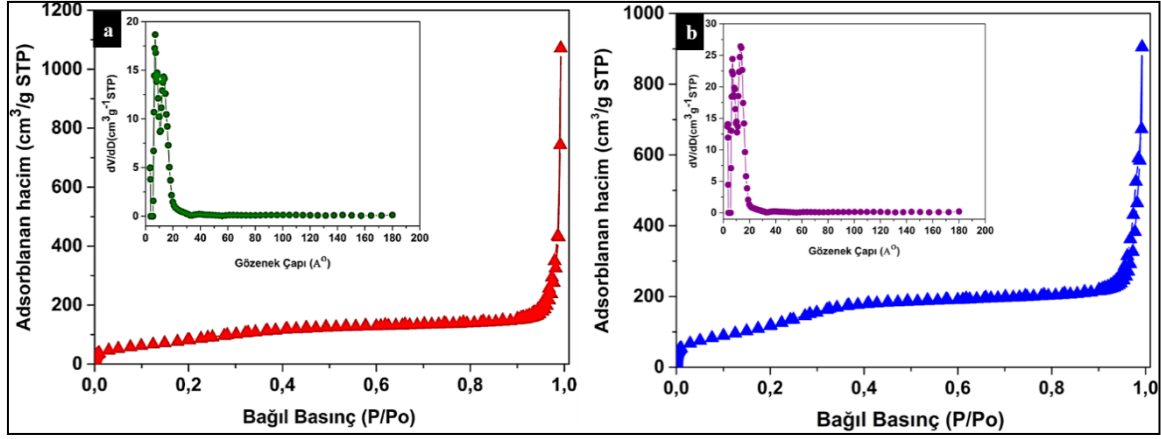 a
Adsorblanan hacim (cm³/g STP)
1200
1000
800
600
400
200
0
0,0 0,2 0,4 0,6 0,8 1,0
Bağıl Basınç (P/Po)
dV/dD(cm³g⁻¹STP)
20
15
10
5
0
0 20 40 60 80 100 120 140 160 180 200
Gözenek Çapı (A⁰)
b
Adsorblanan hacim (cm³/g STP)
1000
800
600
400
200
0
0,0 0,2 0,4 0,6 0,8 1,0
Bağıl Basınç (P/Po)
dV/dD(cm³g⁻¹STP)
30
25
20
15
10
5
0
0 20 40 60 80 100 120 140 160 180 200
Gözenek Çapı (A⁰)